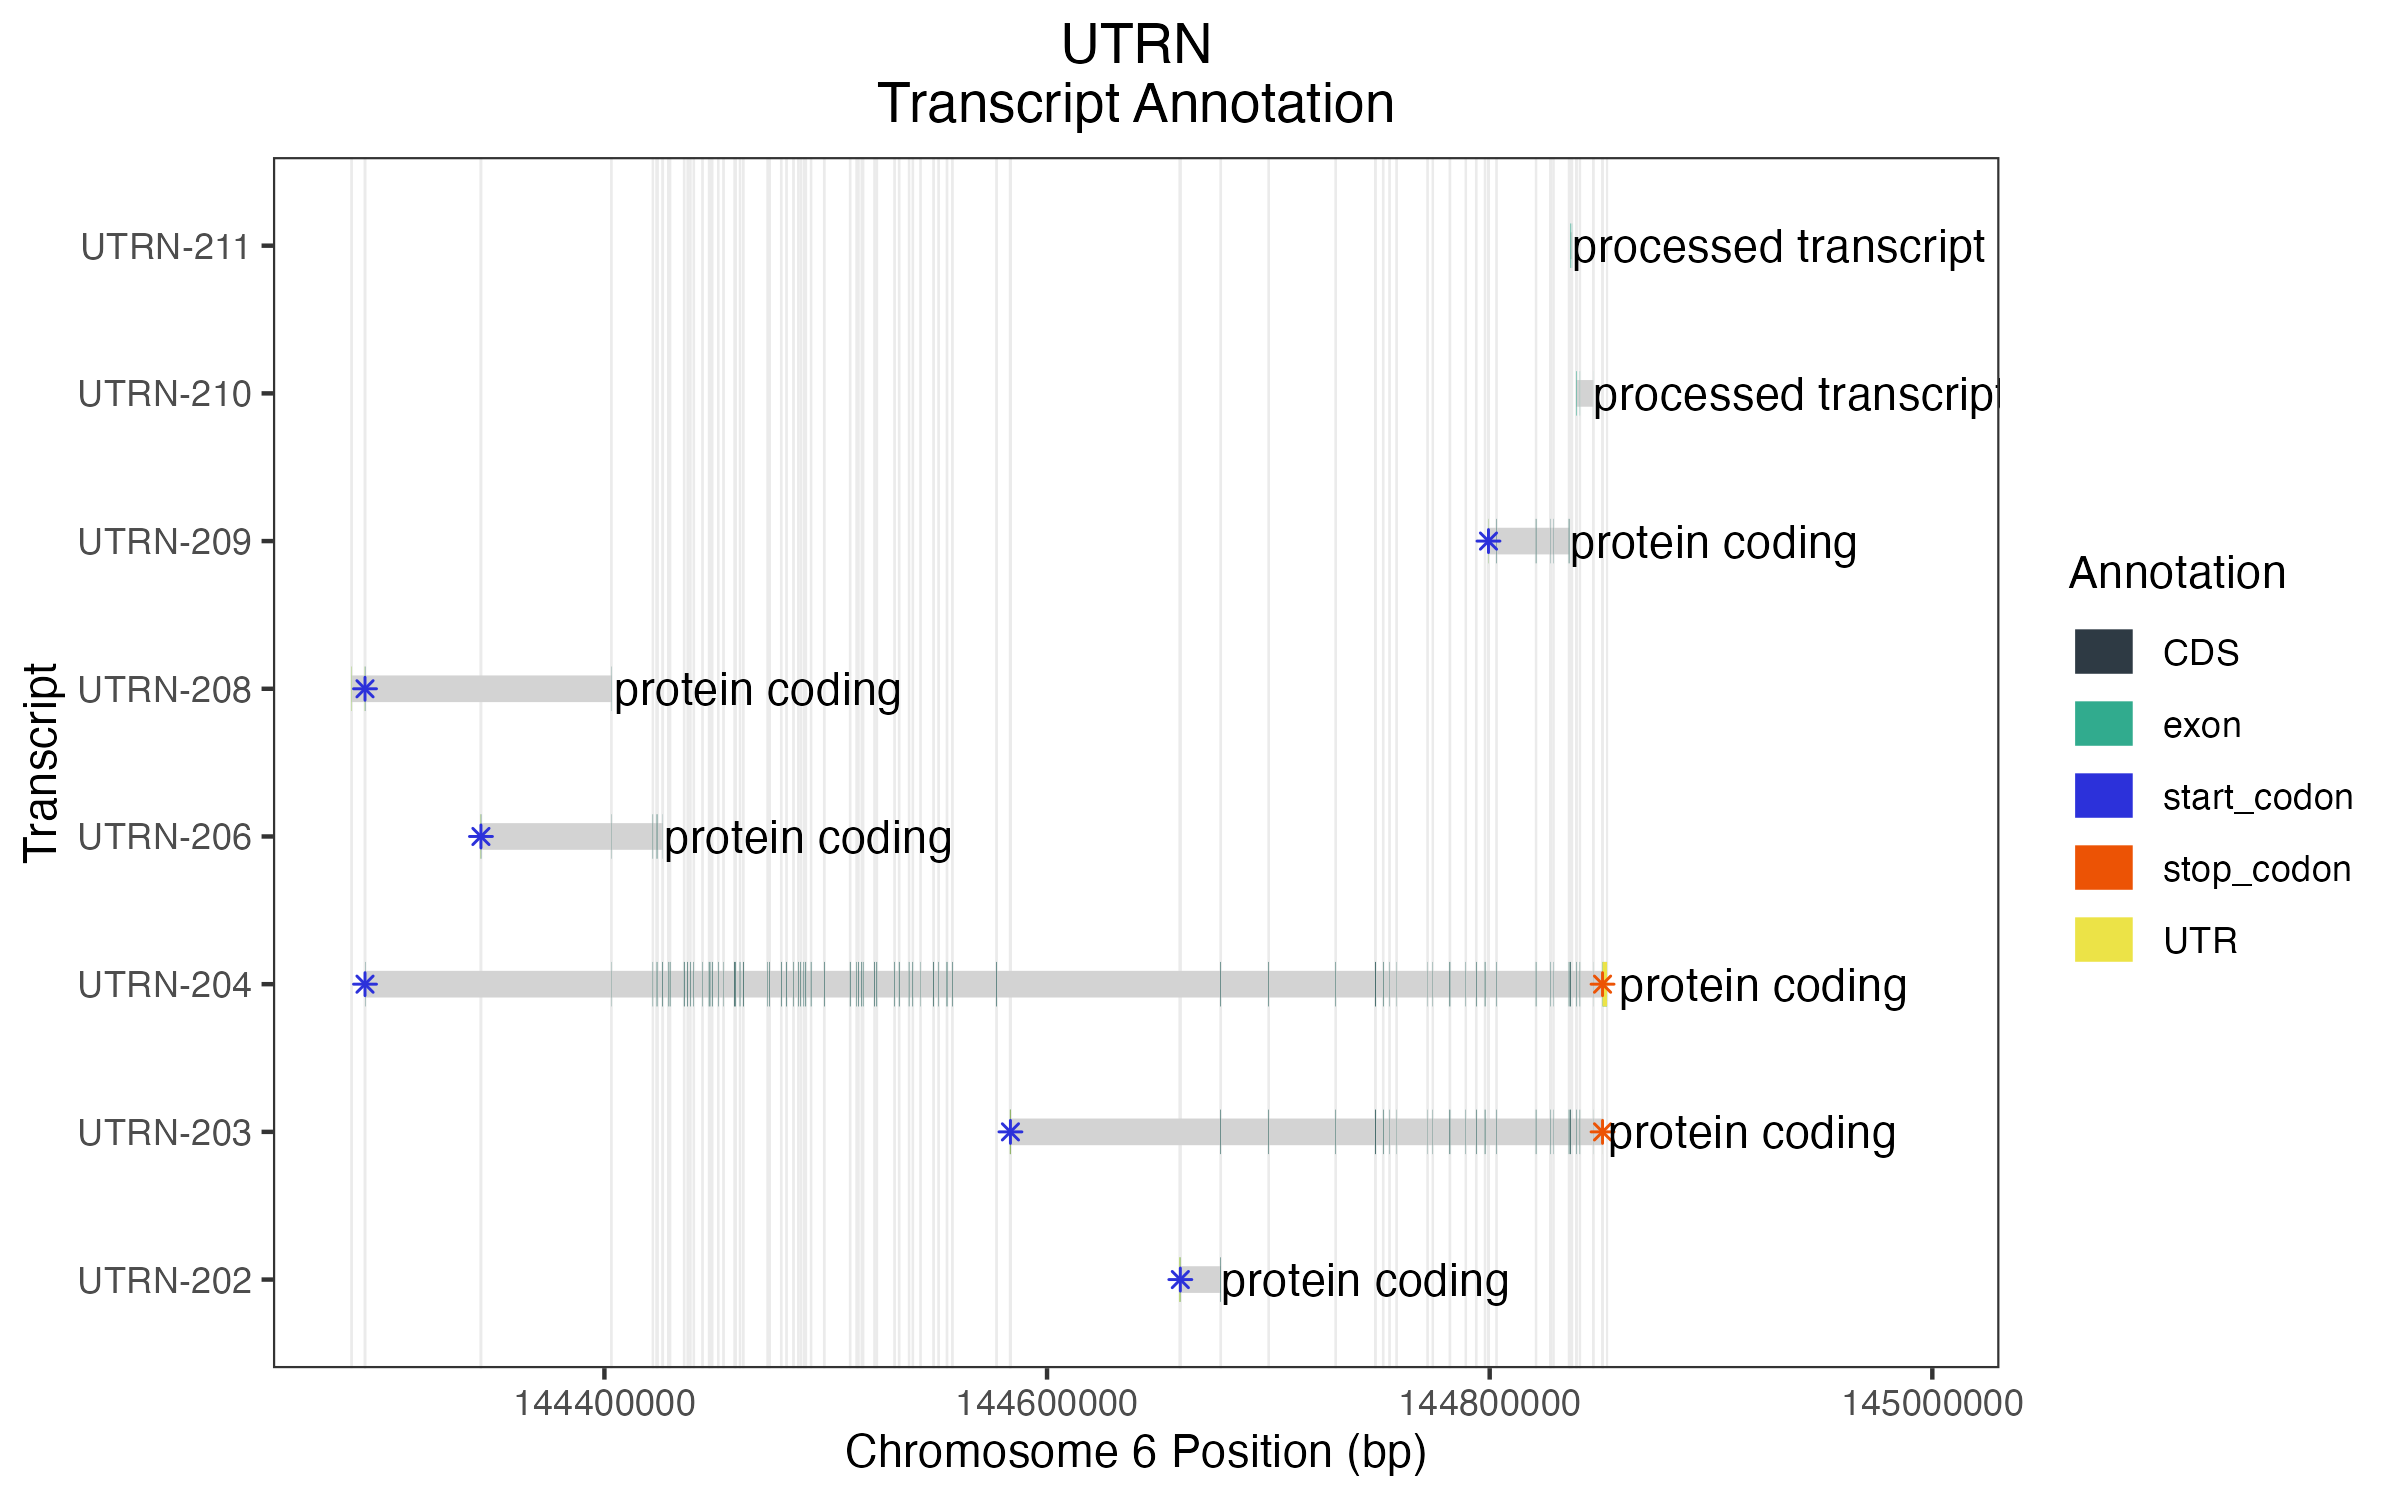 UTRN
Transcript Annotation
Transcript
UTRN-211
processed transcript
UTRN-210
processed transcript
UTRN-209
protein coding
UTRN-208
protein coding
UTRN-206
protein coding
UTRN-204
protein coding
UTRN-203
protein coding
UTRN-202
protein coding
144400000
144600000
144800000
145000000
Chromosome 6 Position (bp)
Annotation
CDS
exon
start_codon
stop_codon
UTR